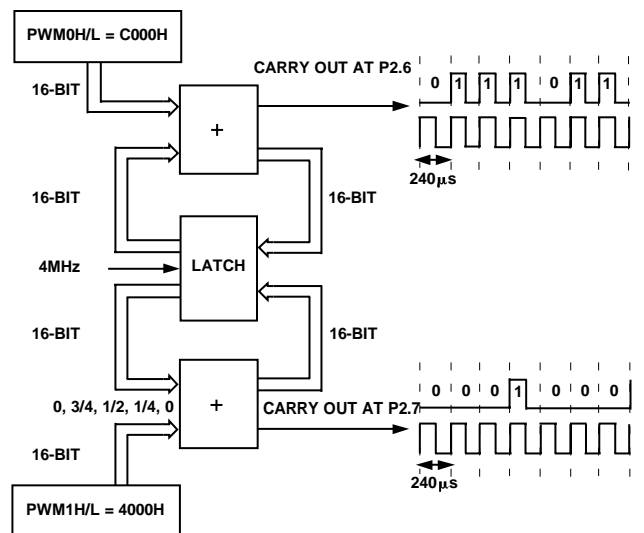 PWM0H/L = C000H
16-BIT
CARRY OUT AT P2.6
0 1 1 1 0 1 1
+
240μs
16-BIT
16-BIT
4MHz
LATCH
16-BIT
16-BIT
0 0 0 1 0 0 0
0, 3/4, 1/2, 1/4, 0
+
CARRY OUT AT P2.7
16-BIT
240μs
PWM1H/L = 4000H